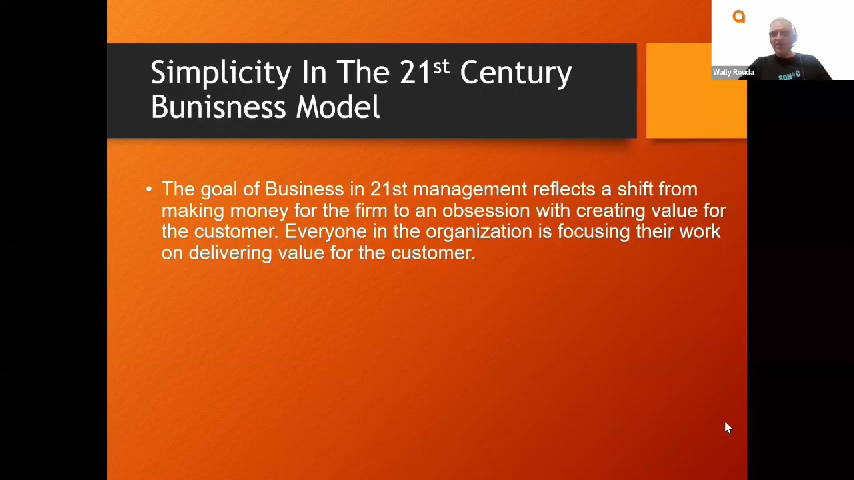 Simplicity In The 21st Century
Bunisness Model
• The goal of Business in 21st management reflects a shift from
making money for the firm to an obsession with creating value for
the customer. Everyone in the organization is focusing their work
on delivering value for the customer.
Wally Rouda